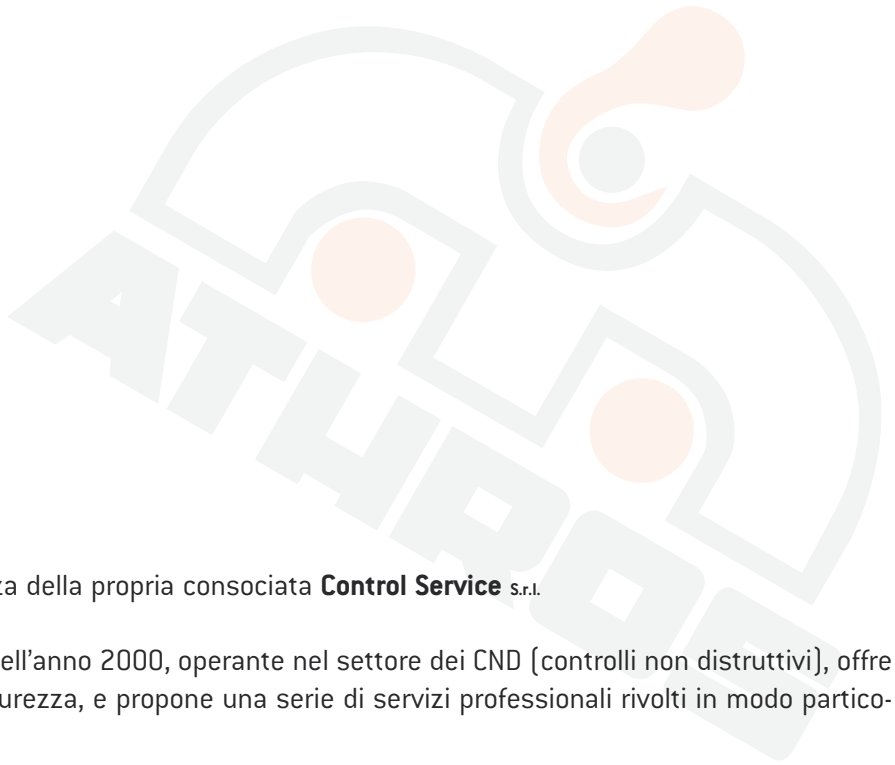 ATHROS
za della propria consociata Control Service S.r.l.
ell’anno 2000, operante nel settore dei CND (controlli non distruttivi), offre
urezza, e propone una serie di servizi professionali rivolti in modo partico-